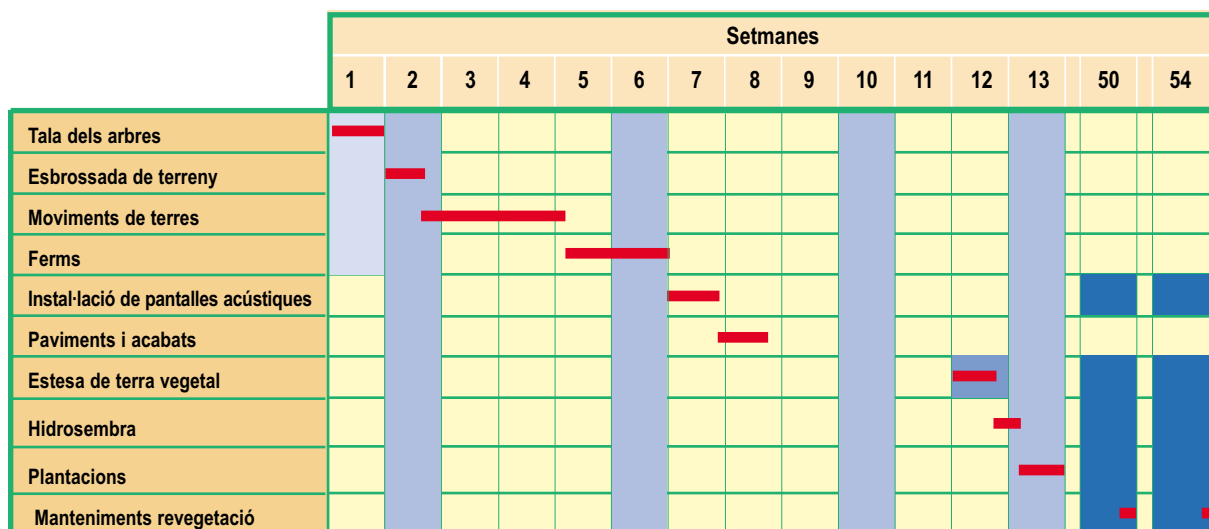 Setmanes
1 2 3 4 5 6 7 8 9 10 11 12 13 50 54
Tala dels arbres
Esbrossada de terreny
Moviments de terres
Ferms
Instal·lació de pantalles acústiques
Paviments i acabats
Estesa de terra vegetal
Hidrosembra
Plantacions
Manteniments revegetació